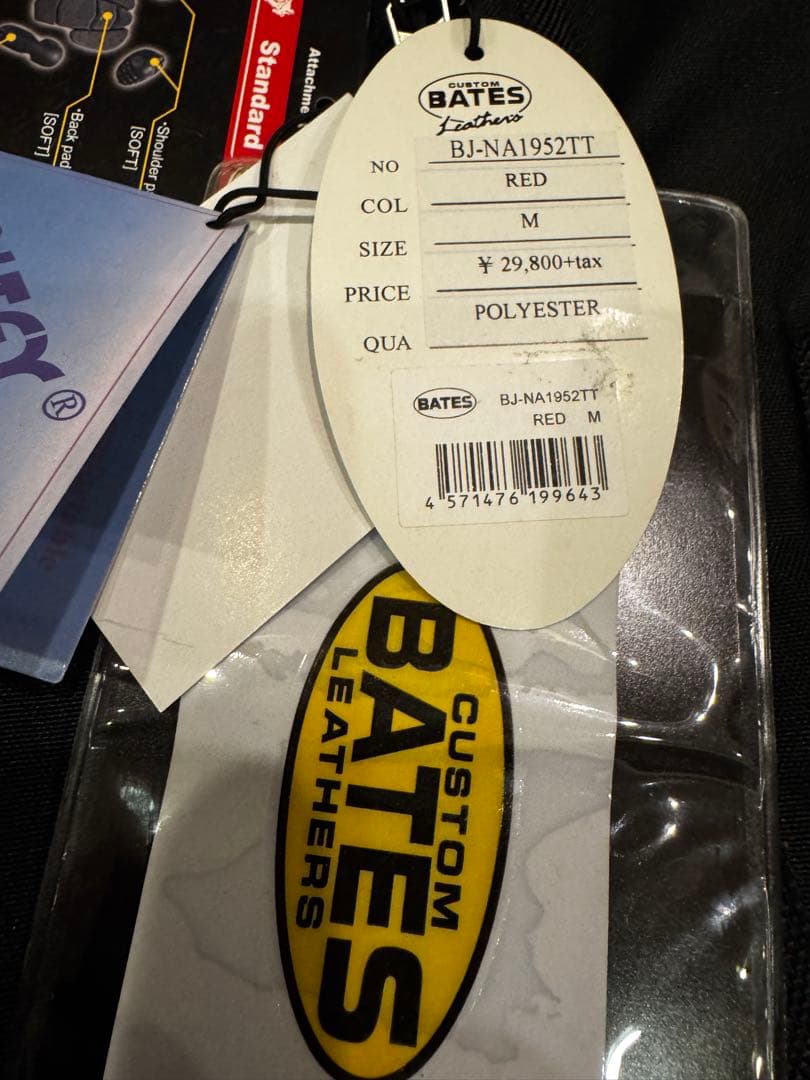 Attachme
Standard
・Back pad
[SOFT]
・Shoulder p
[SOFT]
®
CUSTOM
BATES
Leathers
NO BJ-NA1952TT
COL RED
SIZE M
PRICE ¥ 29,800+tax
QUA POLYESTER
BATES BJ-NA1952TT
RED M
4 571476 199643
CUSTOM
BATES
LEATHERS